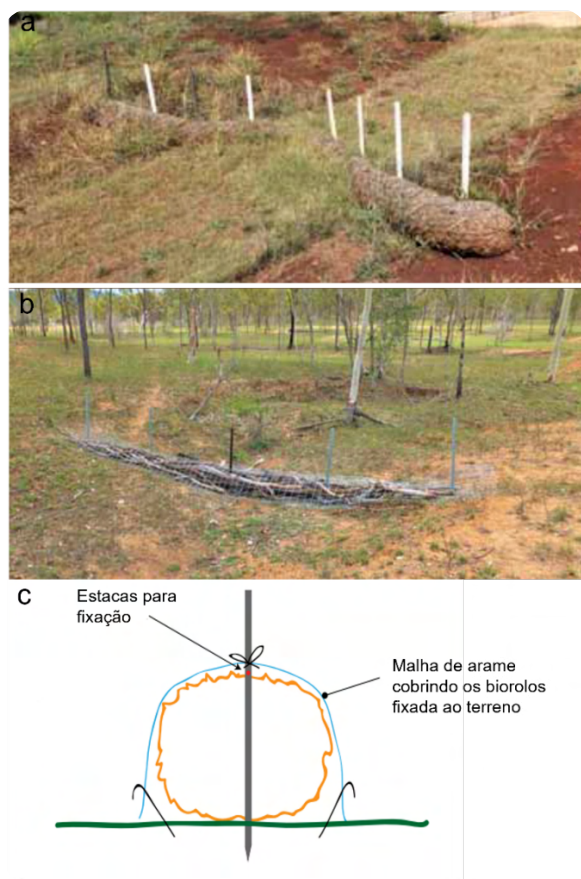 a
b
c
Estacas para
fixação
Malha de arame
cobrindo os biorolos
fixada ao terreno